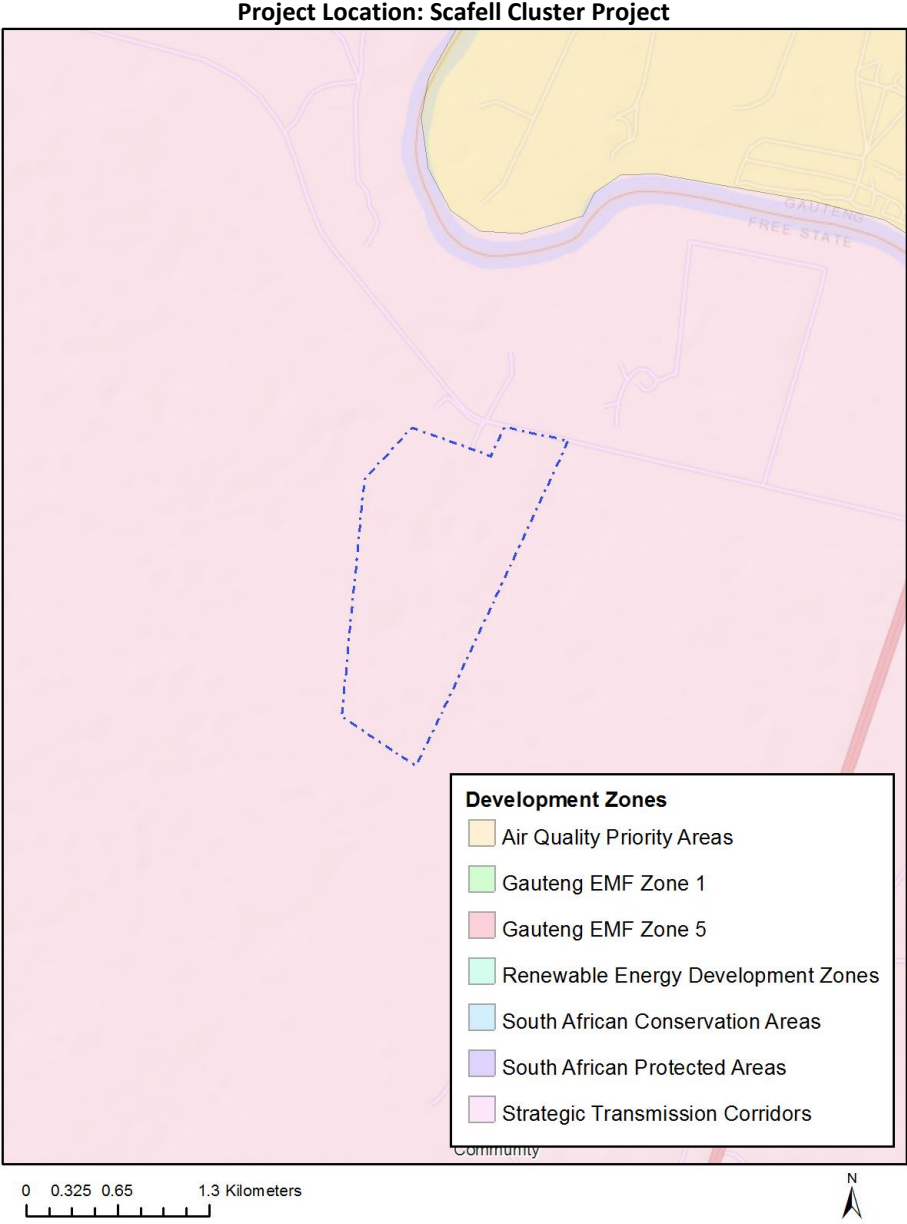 Project Location: Scafell Cluster Project
GAUTENG
FREE STATE
Development Zones
Air Quality Priority Areas
Gauteng EMF Zone 1
Gauteng EMF Zone 5
Renewable Energy Development Zones
South African Conservation Areas
South African Protected Areas
Strategic Transmission Corridors
Community
0 0.325 0.65 1.3 Kilometers
N